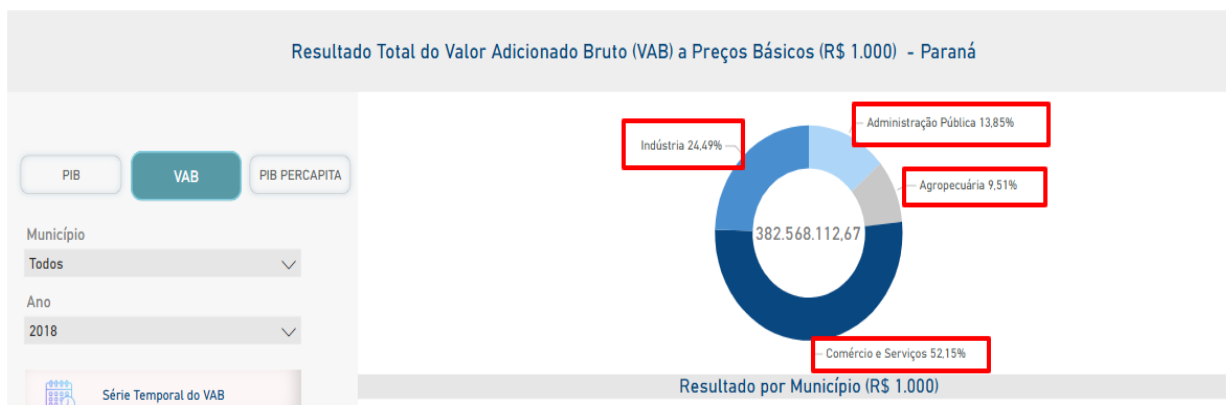 Resultado Total do Valor Adicionado Bruto (VAB) a Preços Básicos (R$ 1.000) - Paraná
PIB
VAB
PIB PERCAPITA
Município
Todos
Ano
2018
Série Temporal do VAB
Administração Pública 13,85%
Indústria 24,49%
Agropecuária 9,51%
382.568.112,67
Comércio e Serviços 52,15%
Resultado por Município (R$ 1.000)